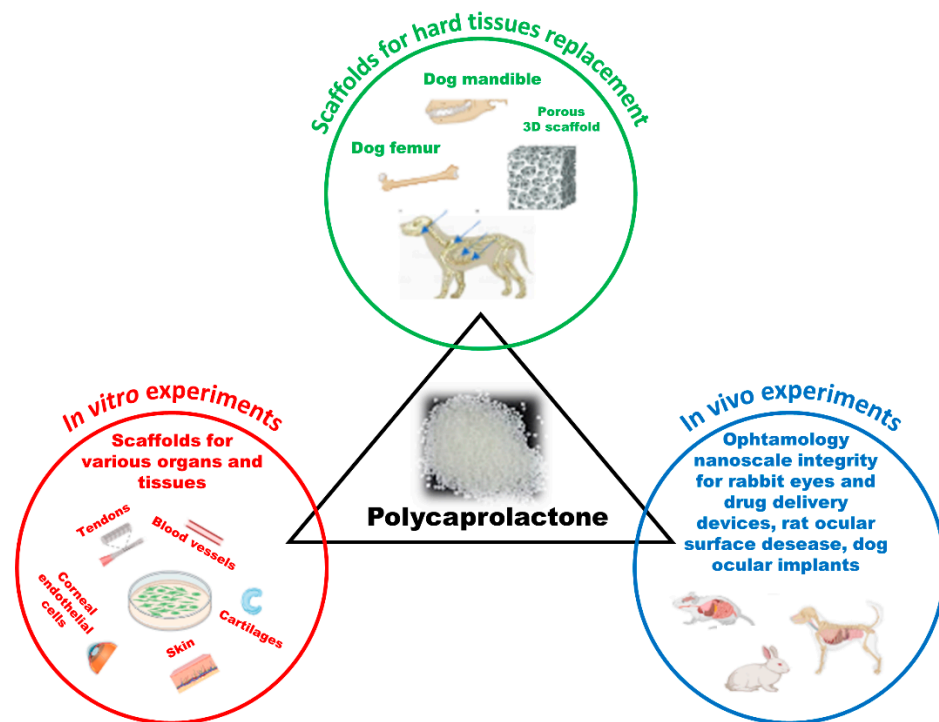 Scaffolds for hard tissues replacement
Dog mandible
Porous
3D scaffold
Dog femur
Polycaprolactone
In vitro experiments
Scaffolds for
various organs and
tissues
Tendons
Blood vessels
Corneal
endothelial
cells
Cartilages
Skin
In vivo experiments
Ophtamology
nanoscale integrity
for rabbit eyes and
drug delivery
devices, rat ocular
surface desease, dog
ocular implants